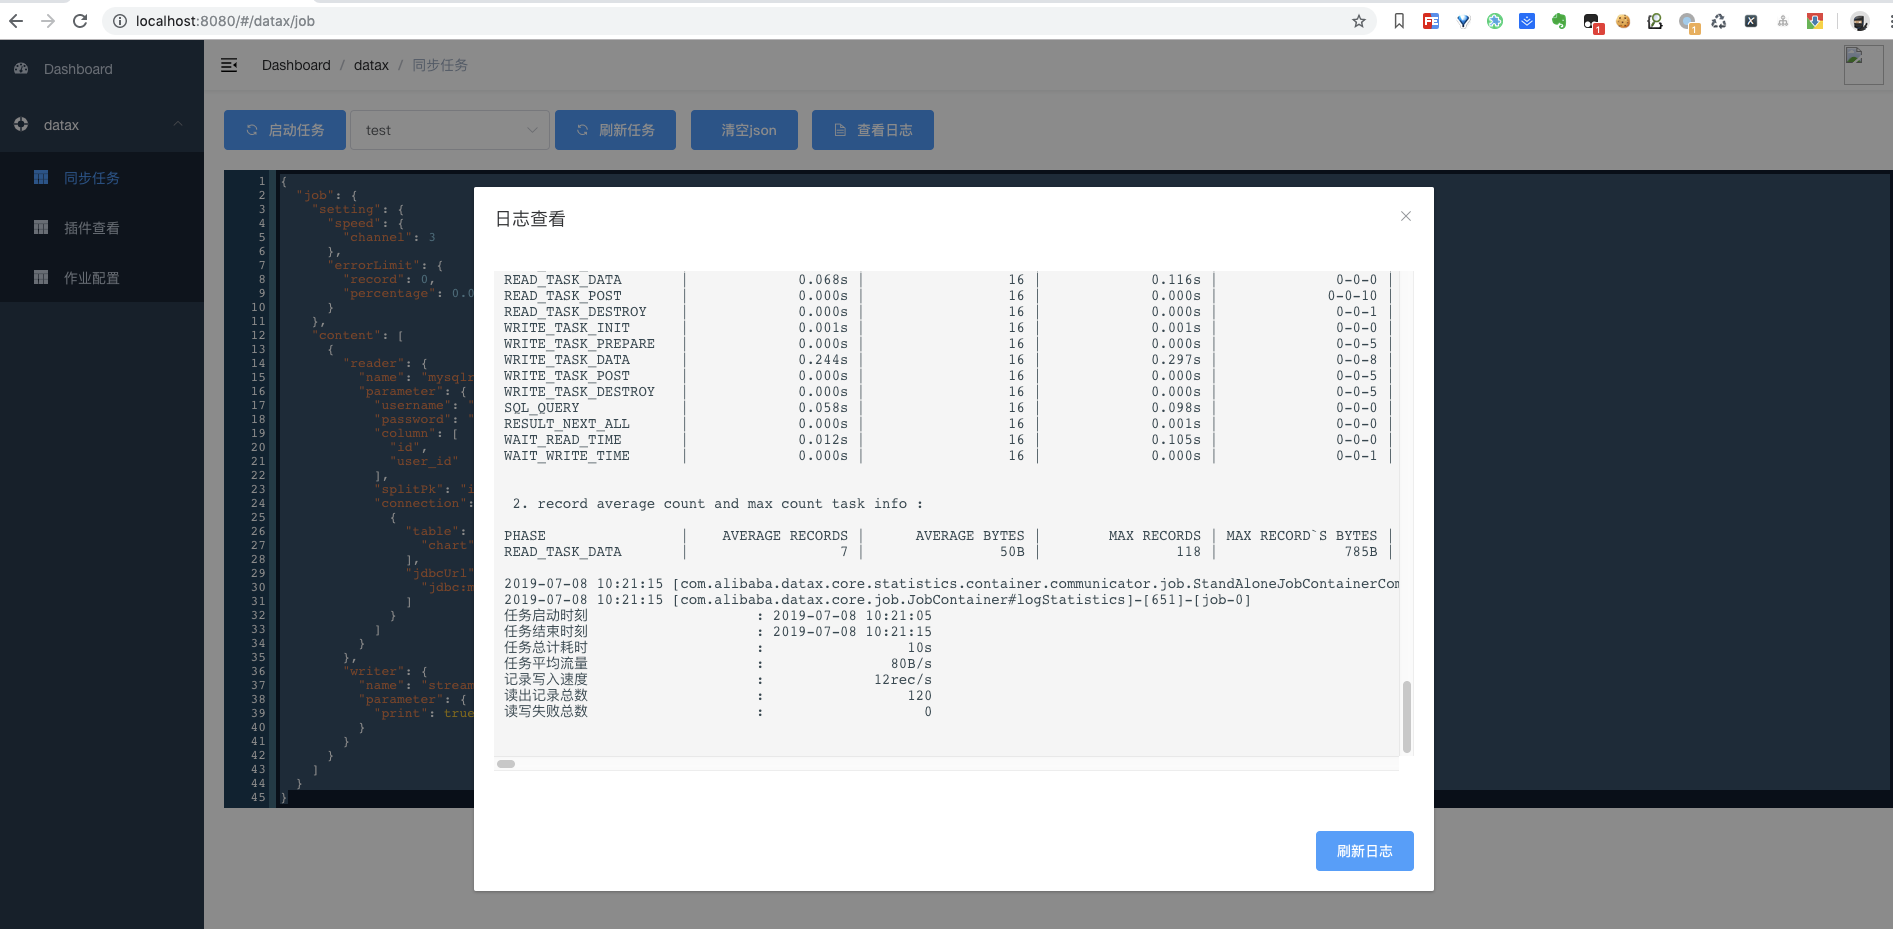 localhost:8080/#/datax/job
Dashboard
datax
同步任务
插件查看
作业配置
Dashboard / datax / 同步任务
启动任务 test 刷新任务 清空json 查看日志
1 {
2 "job": {
3 "setting": {
4 "speed": {
5 "channel": 3
6 },
7 "errorLimit": {
8 "record": 0,
9 "percentage": 0.0
10 }
11 },
12 "content": [
13 {
14 "reader": {
15 "name": "mysqlr
16 "parameter": {
17 "username": "
18 "password": "
19 "column": [
20 "id",
21 "user_id"
22 ],
23 "splitPk": "i
24 "connection":
25 {
26 "table":
27 "chart"
28 ],
29 "jdbcUrl"
30 "jdbc:m
31 ]
32 }
33 ]
34 }
35 },
36 "writer": {
37 "name": "stream
38 "parameter": {
39 "print": true
40 }
41 }
42 }
43 ]
44 }
45 }
日志查看
READ_TASK_DATA | 0.068s | 16 | 0.116s | 0-0-0 |
READ_TASK_POST | 0.000s | 16 | 0.000s | 0-0-10 |
READ_TASK_DESTROY | 0.000s | 16 | 0.000s | 0-0-1 |
WRITE_TASK_INIT | 0.001s | 16 | 0.001s | 0-0-0 |
WRITE_TASK_PREPARE | 0.000s | 16 | 0.000s | 0-0-5 |
WRITE_TASK_DATA | 0.244s | 16 | 0.297s | 0-0-8 |
WRITE_TASK_POST | 0.000s | 16 | 0.000s | 0-0-5 |
WRITE_TASK_DESTROY | 0.000s | 16 | 0.000s | 0-0-5 |
SQL_QUERY | 0.058s | 16 | 0.098s | 0-0-0 |
RESULT_NEXT_ALL | 0.000s | 16 | 0.001s | 0-0-0 |
WAIT_READ_TIME | 0.012s | 16 | 0.105s | 0-0-0 |
WAIT_WRITE_TIME | 0.000s | 16 | 0.000s | 0-0-1 |
2. record average count and max count task info :
PHASE | AVERAGE RECORDS | AVERAGE BYTES | MAX RECORDS | MAX RECORD`S BYTES |
READ_TASK_DATA | 7 | 50B | 118 | 785B |
2019-07-08 10:21:15 [com.alibaba.datax.core.statistics.container.communicator.job.StandAloneJobContainerCom
2019-07-08 10:21:15 [com.alibaba.datax.core.job.JobContainer#logStatistics]-[651]-[job-0]
任务启动时刻 : 2019-07-08 10:21:05
任务结束时刻 : 2019-07-08 10:21:15
任务总计耗时 : 10s
任务平均流量 : 80B/s
记录写入速度 : 12rec/s
读出记录总数 : 120
读写失败总数 : 0
刷新日志